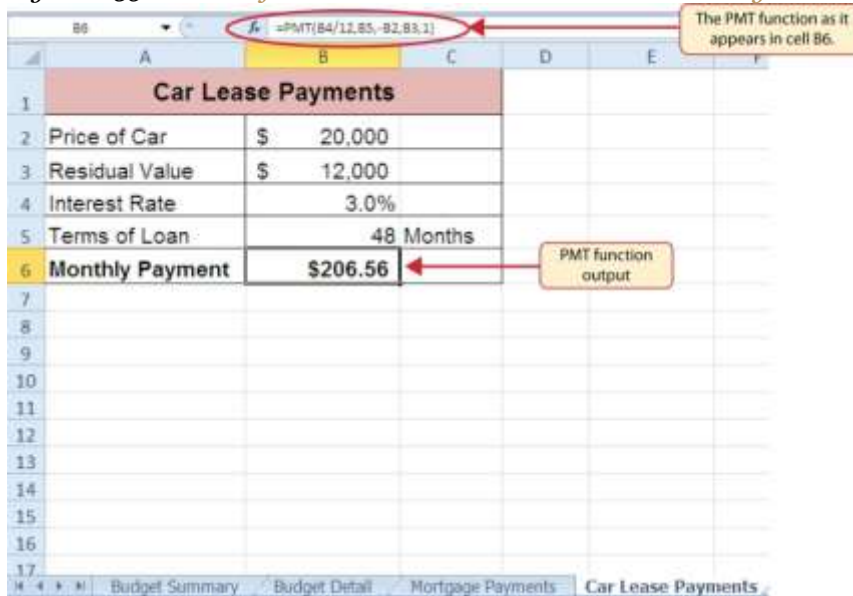 The PMT function as it
appears in cell B6.
B6 fx =PMT(B4/12,B5,-B2,B3,1)
A B C D E F
1 Car Lease Payments
2 Price of Car $ 20,000
3 Residual Value $ 12,000
4 Interest Rate 3.0%
5 Terms of Loan 48 Months
6 Monthly Payment $206.56
PMT function
output
7
8
9
10
11
12
13
14
15
16
17
Budget Summary Budget Detail Mortgage Payments Car Lease Payments